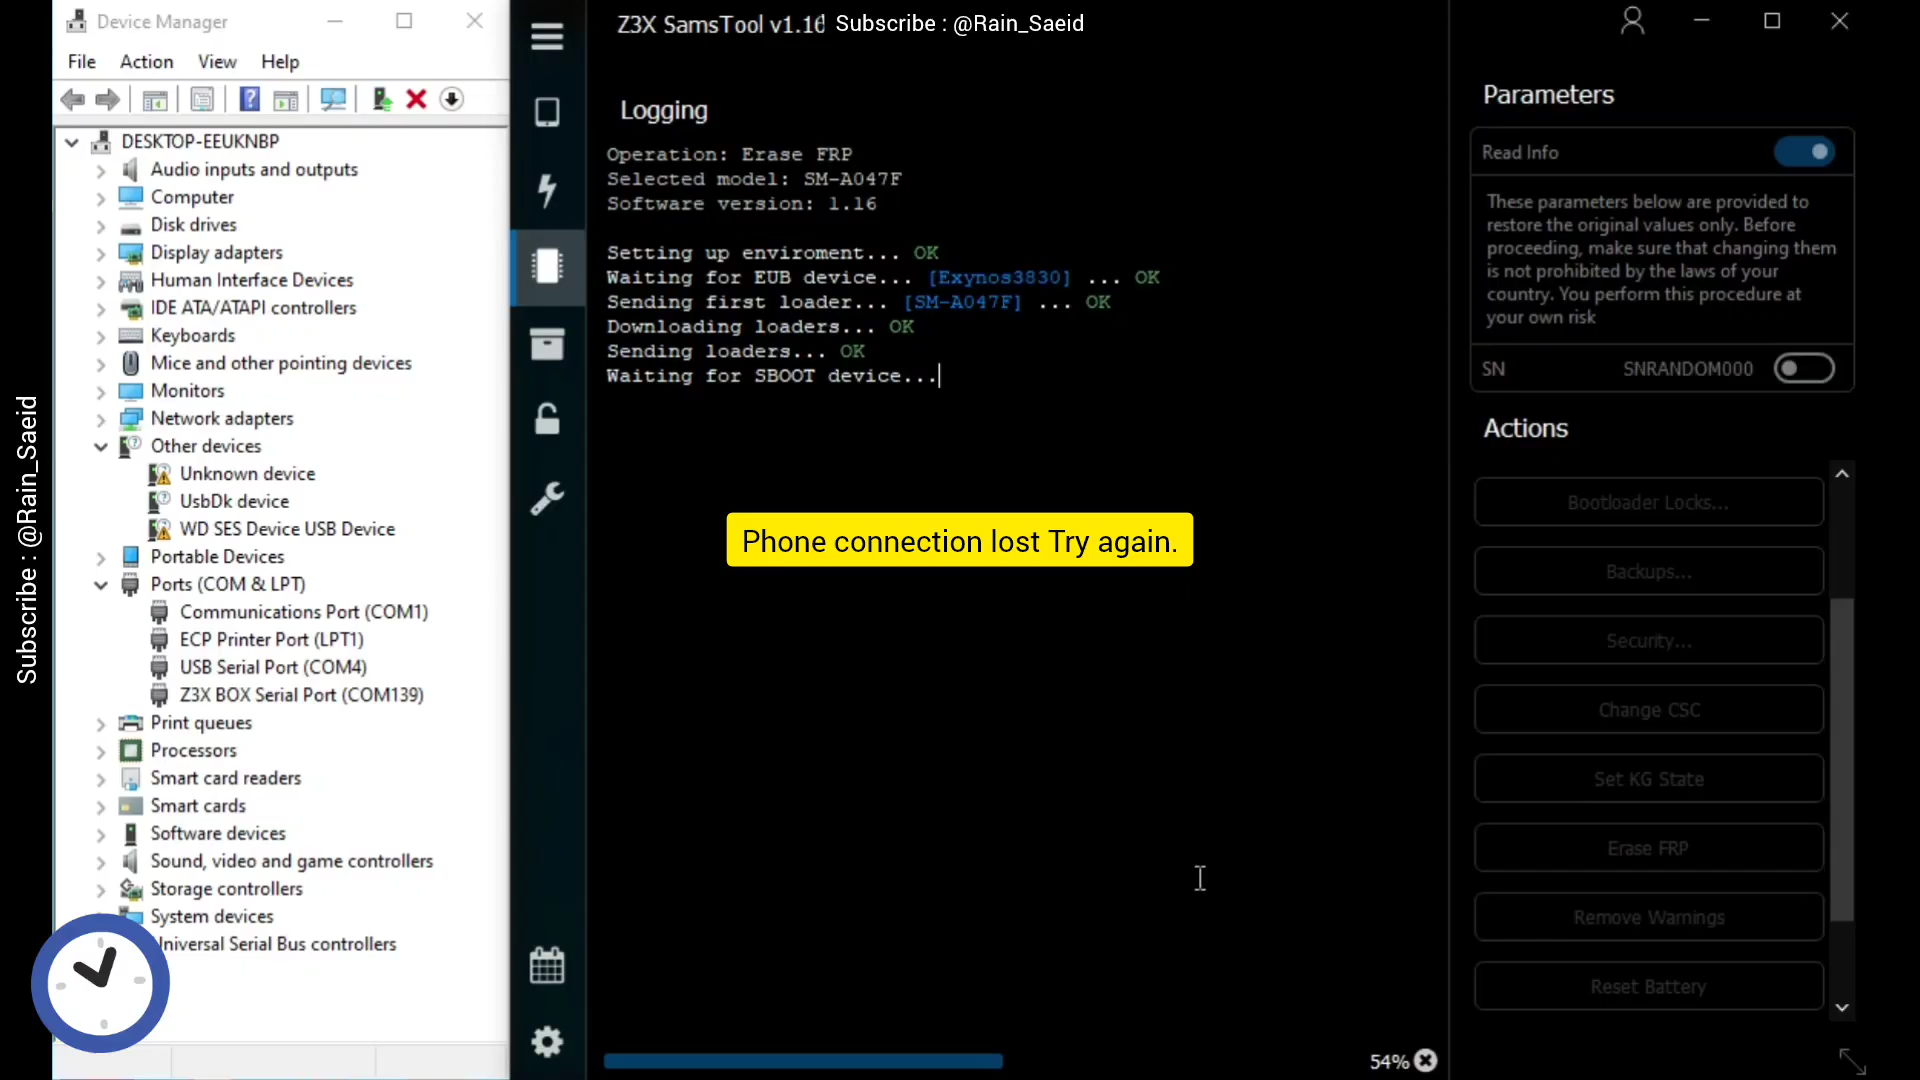 Device Manager
File Action View Help
DESKTOP-EEUKNBP
Audio inputs and outputs
Computer
Disk drives
Display adapters
Human Interface Devices
IDE ATA/ATAPI controllers
Keyboards
Mice and other pointing devices
Monitors
Network adapters
Other devices
Unknown device
UsbDk device
WD SES Device USB Device
Portable Devices
Ports (COM & LPT)
Communications Port (COM1)
ECP Printer Port (LPT1)
USB Serial Port (COM4)
Z3X BOX Serial Port (COM139)
Print queues
Processors
Smart card readers
Smart cards
Software devices
Sound, video and game controllers
Storage controllers
System devices
Universal Serial Bus controllers
Subscribe : @Rain_Saeid
Z3X SamsTool v1.16
Subscribe : @Rain_Saeid
Logging
Operation: Erase FRP
Selected model: SM-A047F
Software version: 1.16
Setting up enviroment... OK
Waiting for EUB device... [Exynos3830] ... OK
Sending first loader... [SM-A047F] ... OK
Downloading loaders... OK
Sending loaders... OK
Waiting for SBOOT device...
Phone connection lost Try again.
54%
Parameters
Read Info
These parameters below are provided to
restore the original values only. Before
proceeding, make sure that changing them
is not prohibited by the laws of your
country. You perform this procedure at
your own risk
SN SNRANDOM000
Actions
Bootloader Locks...
Backups...
Security...
Change CSC
Set KG State
Erase FRP
Remove Warnings
Reset Battery